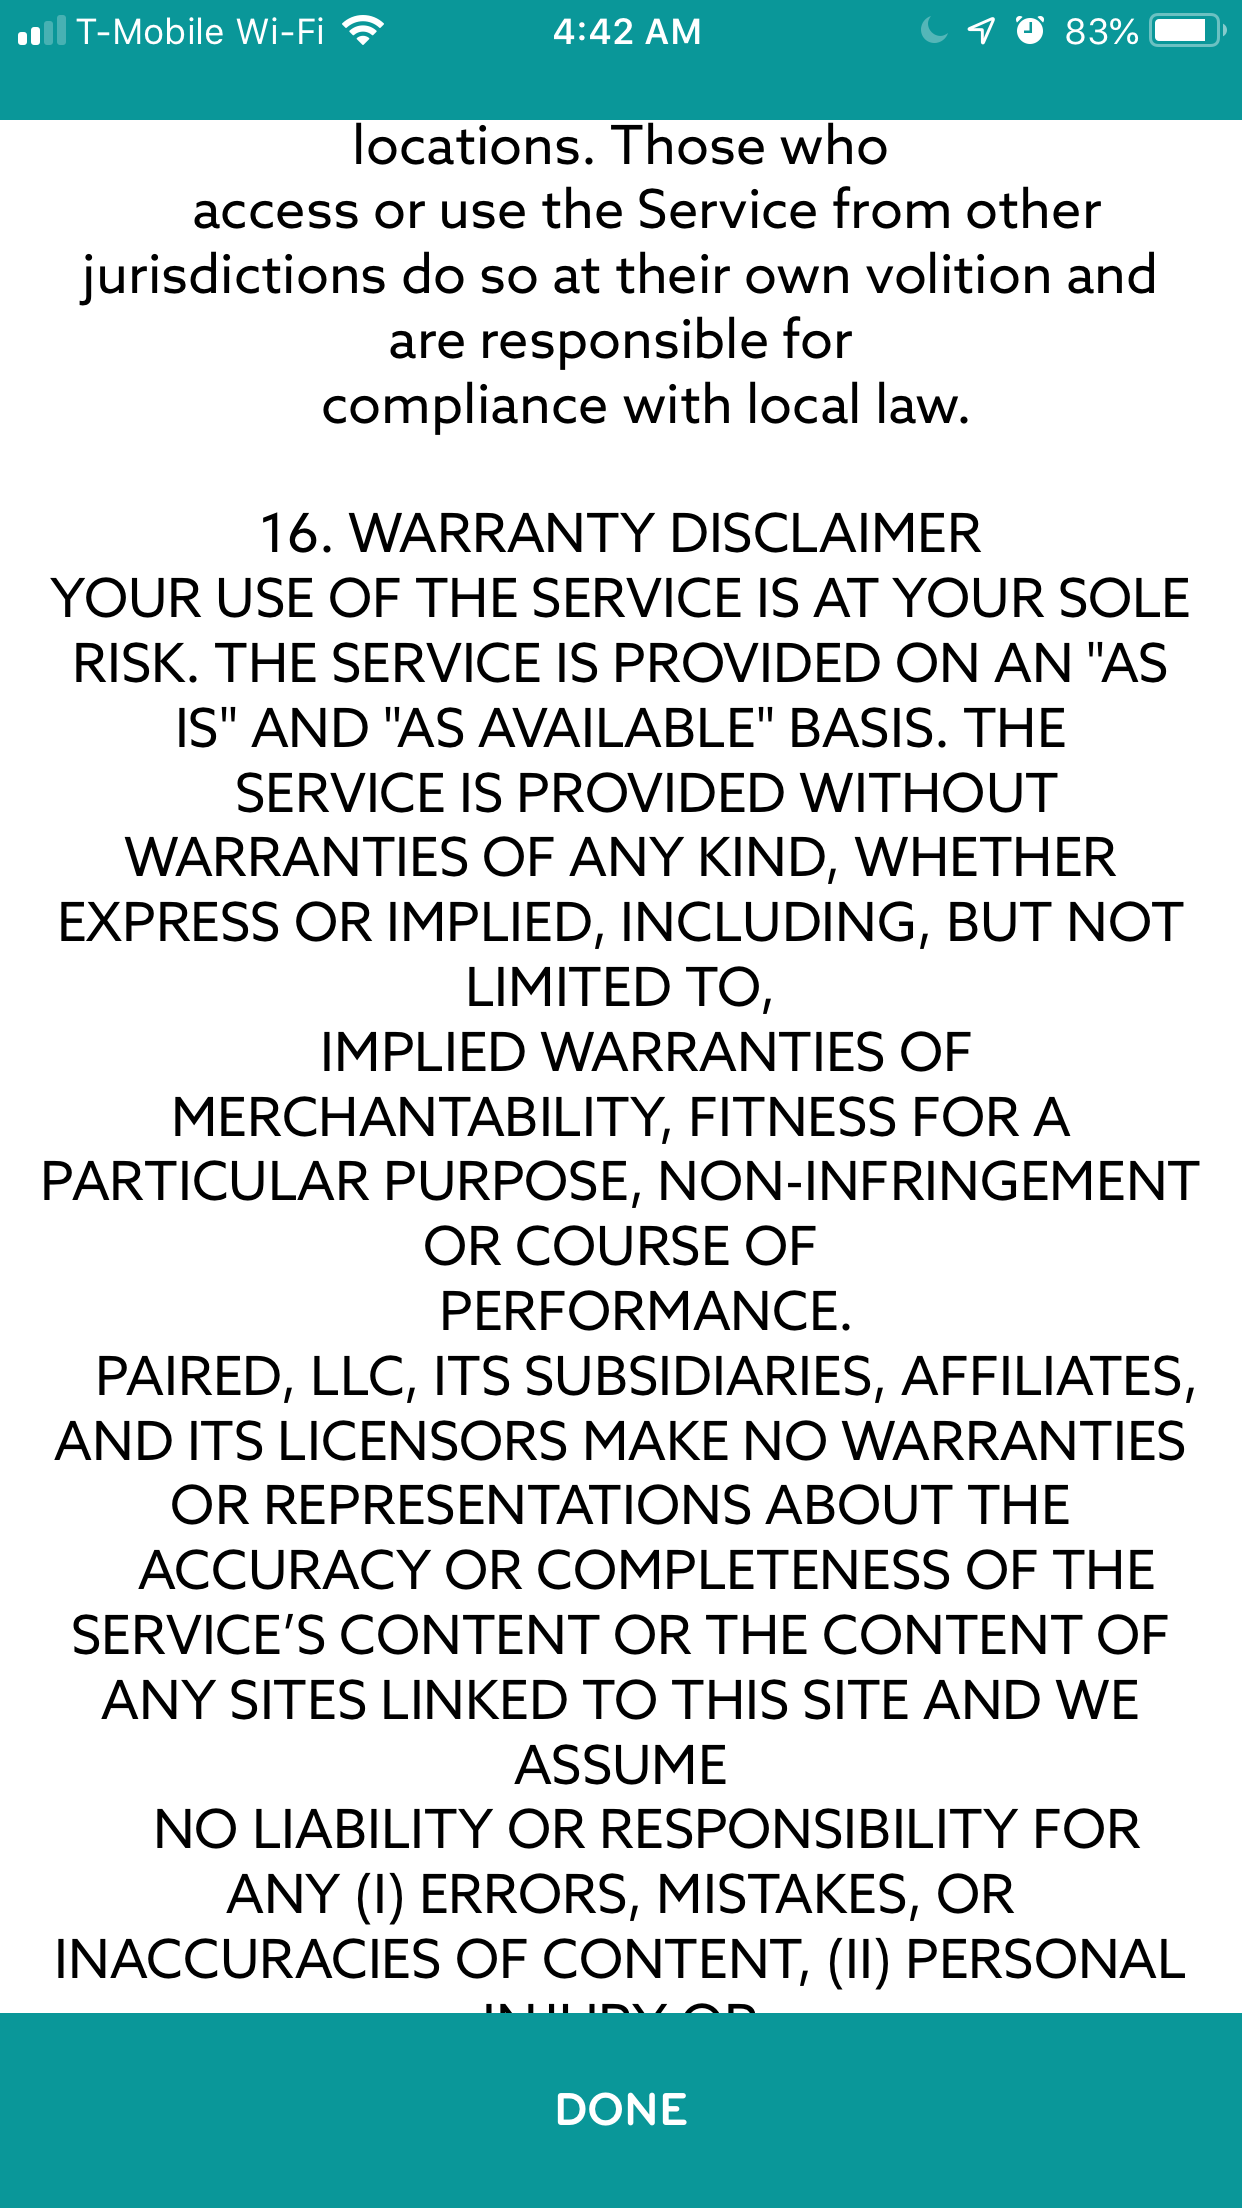 T-Mobile Wi-Fi 4:42 AM 83%
locations. Those who
access or use the Service from other
jurisdictions do so at their own volition and
are responsible for
compliance with local law.
16. WARRANTY DISCLAIMER
YOUR USE OF THE SERVICE IS AT YOUR SOLE
RISK. THE SERVICE IS PROVIDED ON AN "AS
IS" AND "AS AVAILABLE" BASIS. THE
SERVICE IS PROVIDED WITHOUT
WARRANTIES OF ANY KIND, WHETHER
EXPRESS OR IMPLIED, INCLUDING, BUT NOT
LIMITED TO,
IMPLIED WARRANTIES OF
MERCHANTABILITY, FITNESS FOR A
PARTICULAR PURPOSE, NON-INFRINGEMENT
OR COURSE OF
PERFORMANCE.
PAIRED, LLC, ITS SUBSIDIARIES, AFFILIATES,
AND ITS LICENSORS MAKE NO WARRANTIES
OR REPRESENTATIONS ABOUT THE
ACCURACY OR COMPLETENESS OF THE
SERVICE’S CONTENT OR THE CONTENT OF
ANY SITES LINKED TO THIS SITE AND WE
ASSUME
NO LIABILITY OR RESPONSIBILITY FOR
ANY (I) ERRORS, MISTAKES, OR
INACCURACIES OF CONTENT, (II) PERSONAL
INJURY OR
DONE